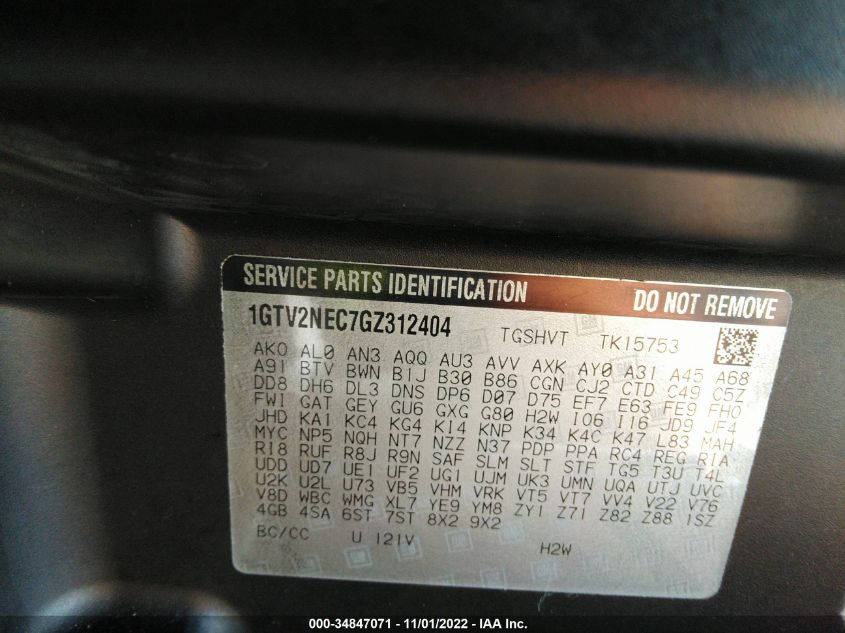 SERVICE PARTS IDENTIFICATION DO NOT REMOVE
1GTV2NEC7GZ312404 TGSHVT TK15753
AK0 AL0 AN3 AQQ AU3 AVV AXK AY0 A31 A45 A68
A91 BTV BWN B1J B30 B86 CGN CJ2 CTD C49 C5Z
DD8 DH6 DL3 DNS DP6 D07 D75 EF7 E63 FE9 FHO
FW1 GAT GEY GU6 GXG G80 H2W IO6 I16 JD9 JF4
JHD KA1 KC4 KG4 K14 KNP K34 K4C K47 L83 MAH
MYC NP5 NQH NT7 NZZ N37 PDP PPA RC4 REG RIA
R18 RUF R8J R9N SAF SLM SLT STF TG5 T3U T4L
UDD UD7 UE1 UF2 UG1 UJM UK3 UMN UQA UTJ UVC
U2K U2L U73 VB5 VHM VRK VT5 VT7 VV4 V22 V76
V8D WBC WMG XL7 YE9 YM8 ZY1 Z71 Z82 Z88 1SZ
4GB 4SA 6ST 7ST 8X2 9X2
BC/CC U 121V H2W
000-34847071 - 11/01/2022 - IAA Inc.